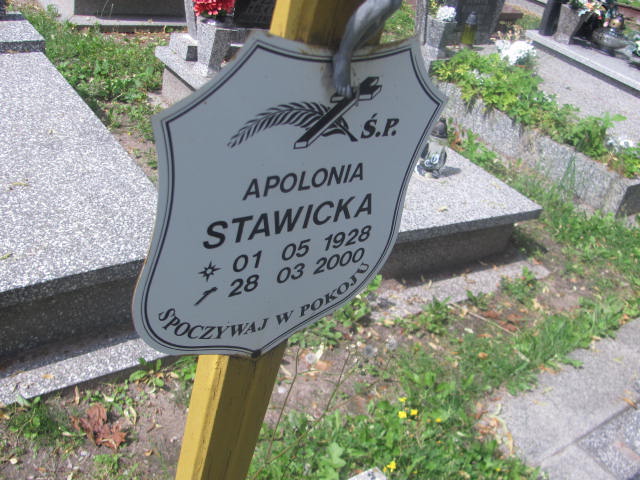 Ś.P.
APOLONIA
STAWICKA
01 05 1928
28 03 2000
SPOCZYWAJ W POKOJU